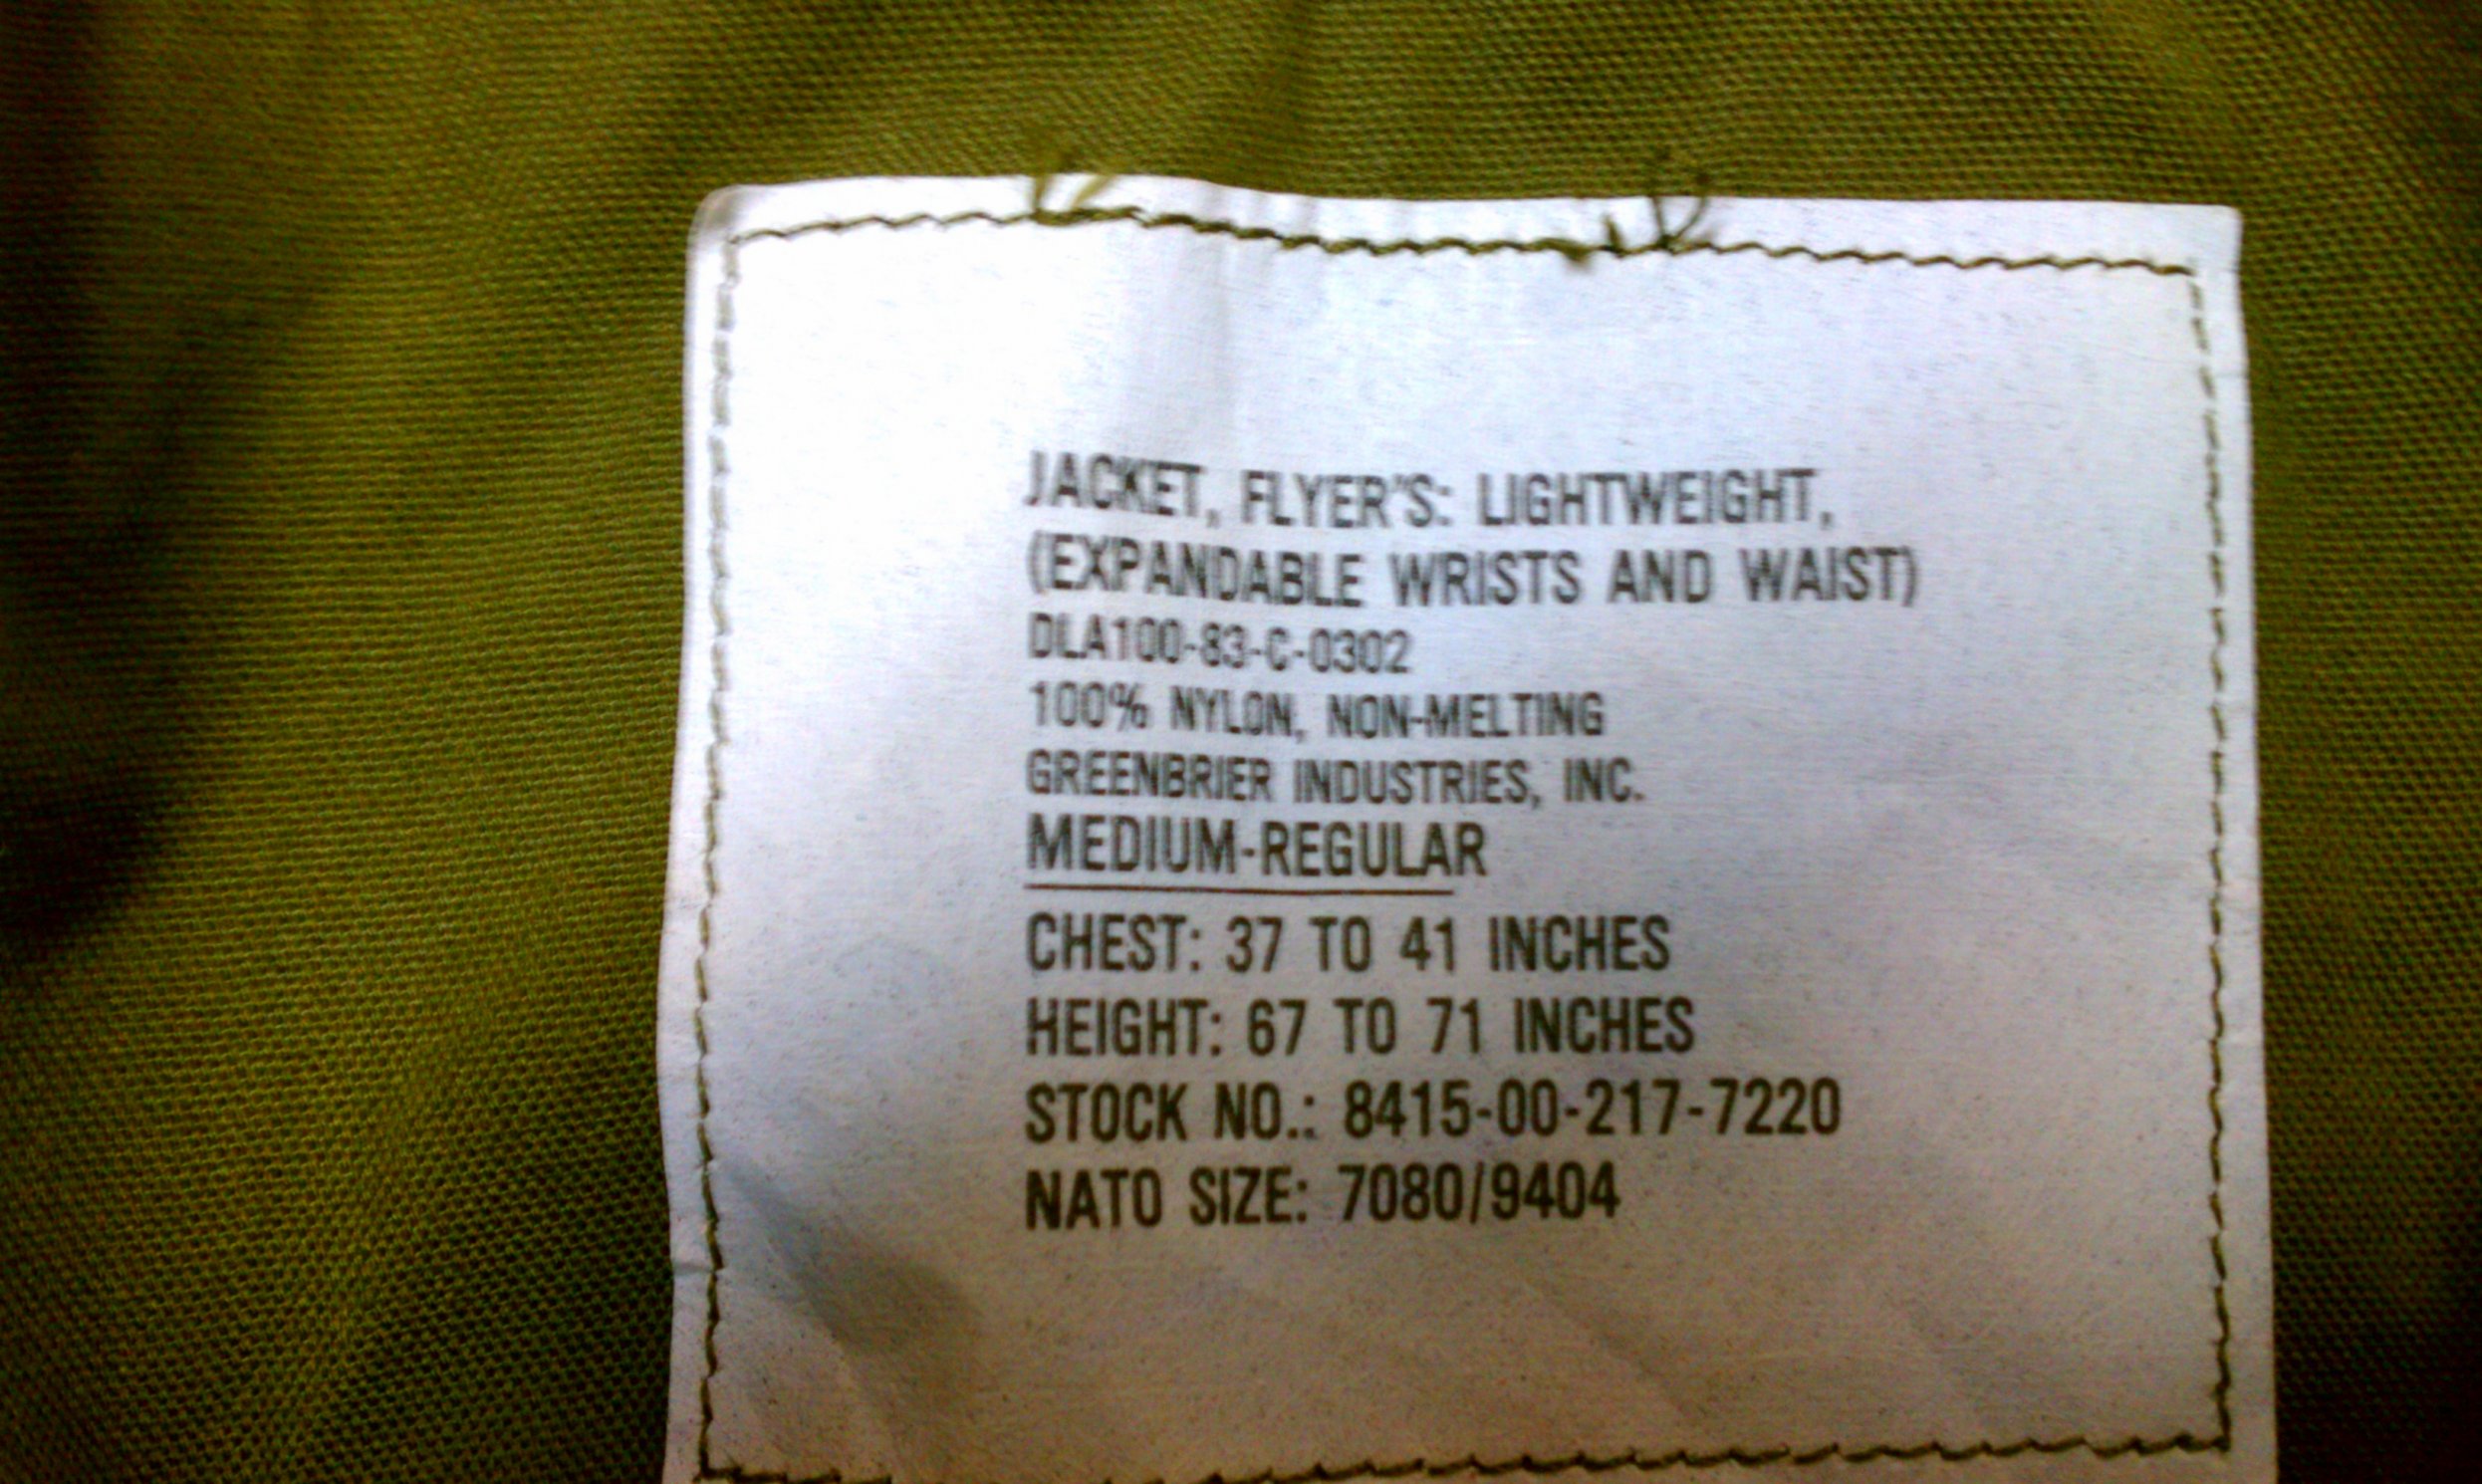 JACKET, FLYER'S: LIGHTWEIGHT,
(EXPANDABLE WRISTS AND WAIST)
DLA100-83-C-0302
100% NYLON, NON-MELTING
GREENBRIER INDUSTRIES, INC.
MEDIUM-REGULAR
CHEST: 37 TO 41 INCHES
HEIGHT: 67 TO 71 INCHES
STOCK NO.: 8415-00-217-7220
NATO SIZE: 7080/9404